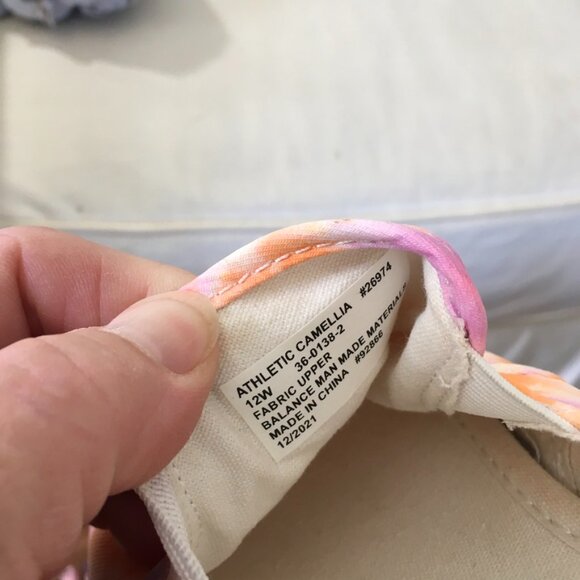 ATHLETIC CAMELLIA #26974
12W 36-0138-2
FABRIC UPPER
BALANCE MAN MADE MATERIALS
MADE IN CHINA #92866
12/2021